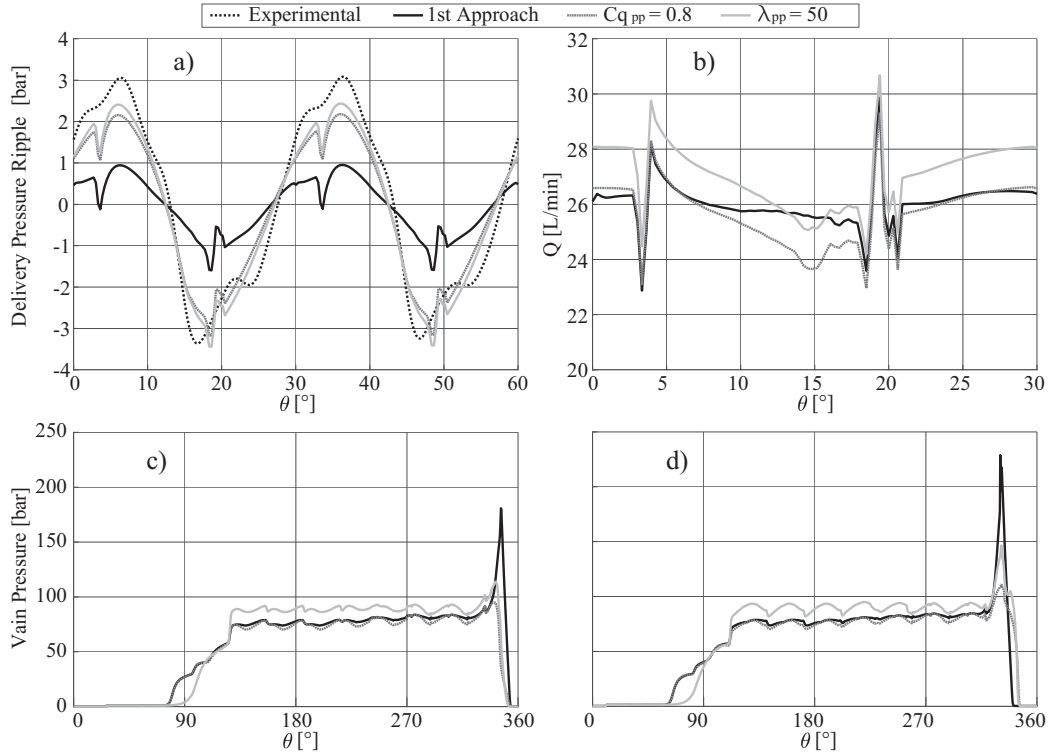 Experimental 1st Approach Cq pp = 0.8 λpp = 50
a)
Delivery Pressure Ripple [bar]
4
3
2
1
0
-1
-2
-3
-4
0 10 20 30 40 50 60
θ [°]
b)
Q [L/min]
32
30
28
26
24
22
20
0 5 10 15 20 25 30
θ [°]
c)
Vain Pressure [bar]
250
200
150
100
50
0
0 90 180 270 360
θ [°]
d)
0 90 180 270 360
θ [°]